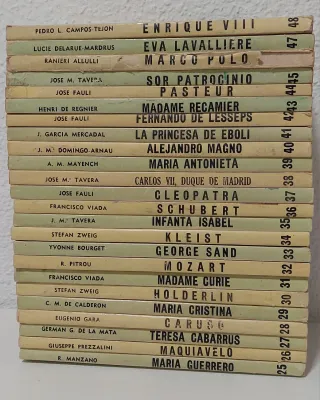 PEDRO L. CAMPOS-TEJON ENRIQUE VIII 48
LUCIE DELARUE-MARDRUS EVA LAVALLIERE 47
RANIERI ALLULLI MARCO POLO
JOSE M. TAVERA SOR PATROCINIO 45
JOSE FAULI PASTEUR 44
HENRI DE REGNIER MADAME RECAMIER 43
JOSE FAULI FERNANDO DE LESSEPS 42
J. GARCIA MERCADAL LA PRINCESA DE EBOLI 41
J. M.ª DOMINGO-ARNAU ALEJANDRO MAGNO 40
A. M. MAYENCH MARIA ANTONIETA 39
JOSE M.ª TAVERA CARLOS VII, DUQUE DE MADRID 38
JOSE FAULI CLEOPATRA 37
FRANCISCO VIADA SCHUBERT 36
J. M.ª TAVERA INFANTA ISABEL 35
STEFAN ZWEIG KLEIST 34
YVONNE BOURGET GEORGE SAND 33
R. PITROU MOZART 32
FRANCISCO VIADA MADAME CURIE 31
STEFAN ZWEIG HOLDERLIN 29
C. M. DE CALDERON MARIA CRISTINA 30
EUGENIO GARA CARUSO 28
GERMAN G. DE LA MATA TERESA CABARRUS 27
GIUSEPPE PREZZALINI MAQUIAVELO 26
R. MANZANO MARIA GUERRERO 25